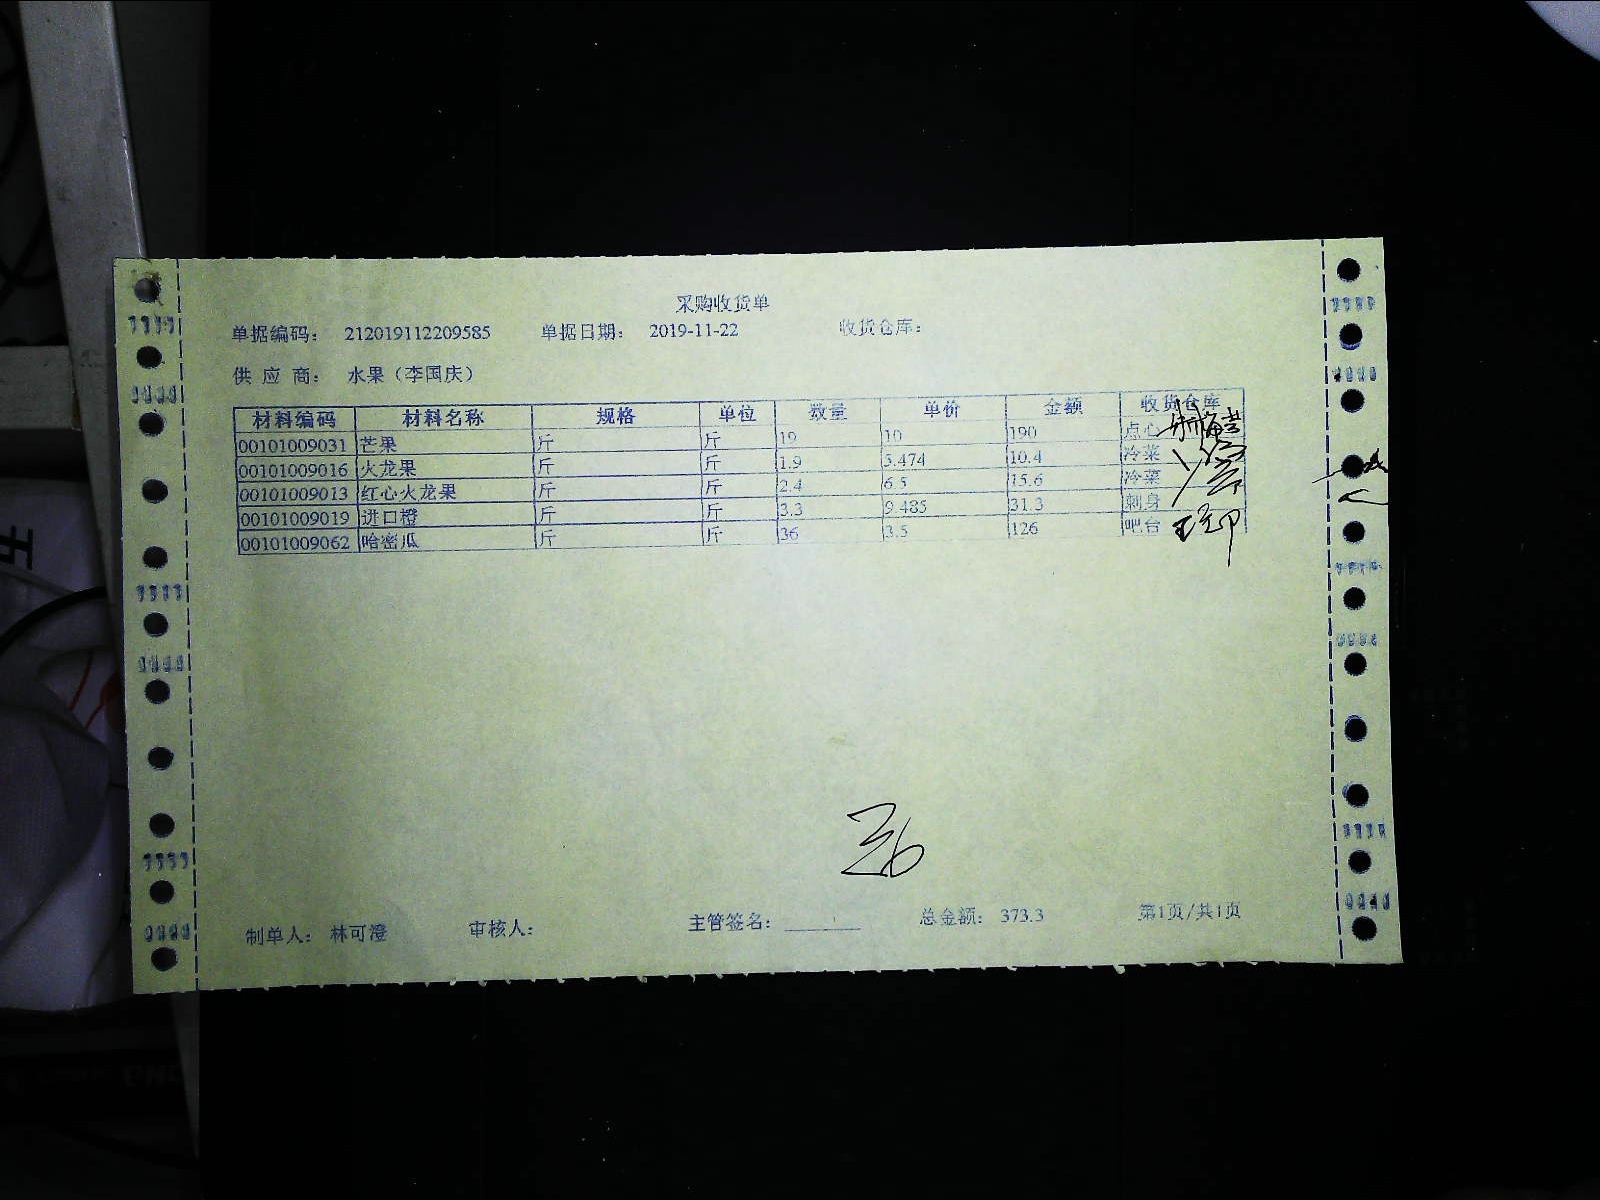 采购收货单
单据编码： 212019112209585 单据日期： 2019-11-22 收货仓库：
供 应 商： 水果（李国庆）
材料编码 材料名称 规格 单位 数量 单价 金额 收货仓库
00101009031 芒果 斤 斤 19 10 190 点心
00101009016 火龙果 斤 斤 1.9 5.474 10.4 冷菜
00101009013 红心火龙果 斤 斤 2.4 6.5 15.6 冷菜
00101009019 进口橙 斤 斤 3.3 9.485 31.3 刺身
00101009062 哈密瓜 斤 斤 36 3.5 126 吧台
制单人： 林可澄 审核人： 主管签名： 总金额： 373.3 第1页/共1页